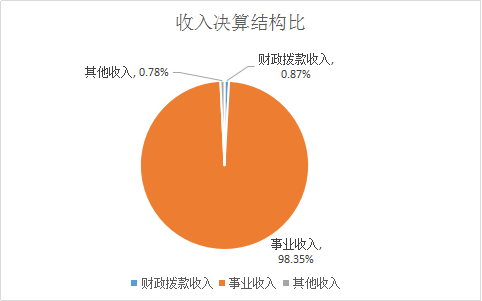 收入决算结构比
其他收入, 0.78%
财政拨款收入,
0.87%
事业收入,
98.35%
财政拨款收入 事业收入 其他收入